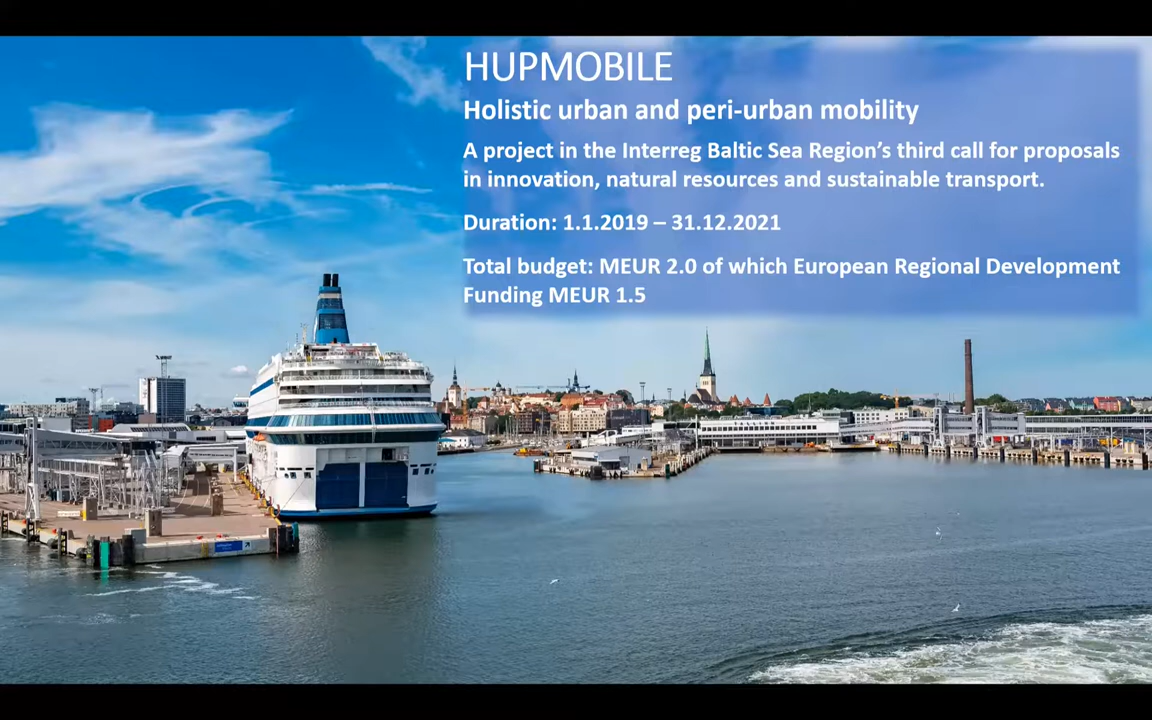 HUPMOBILE
Holistic urban and peri-urban mobility
A project in the Interreg Baltic Sea Region’s third call for proposals
in innovation, natural resources and sustainable transport.
Duration: 1.1.2019 – 31.12.2021
Total budget: MEUR 2.0 of which European Regional Development
Funding MEUR 1.5
TALLINN